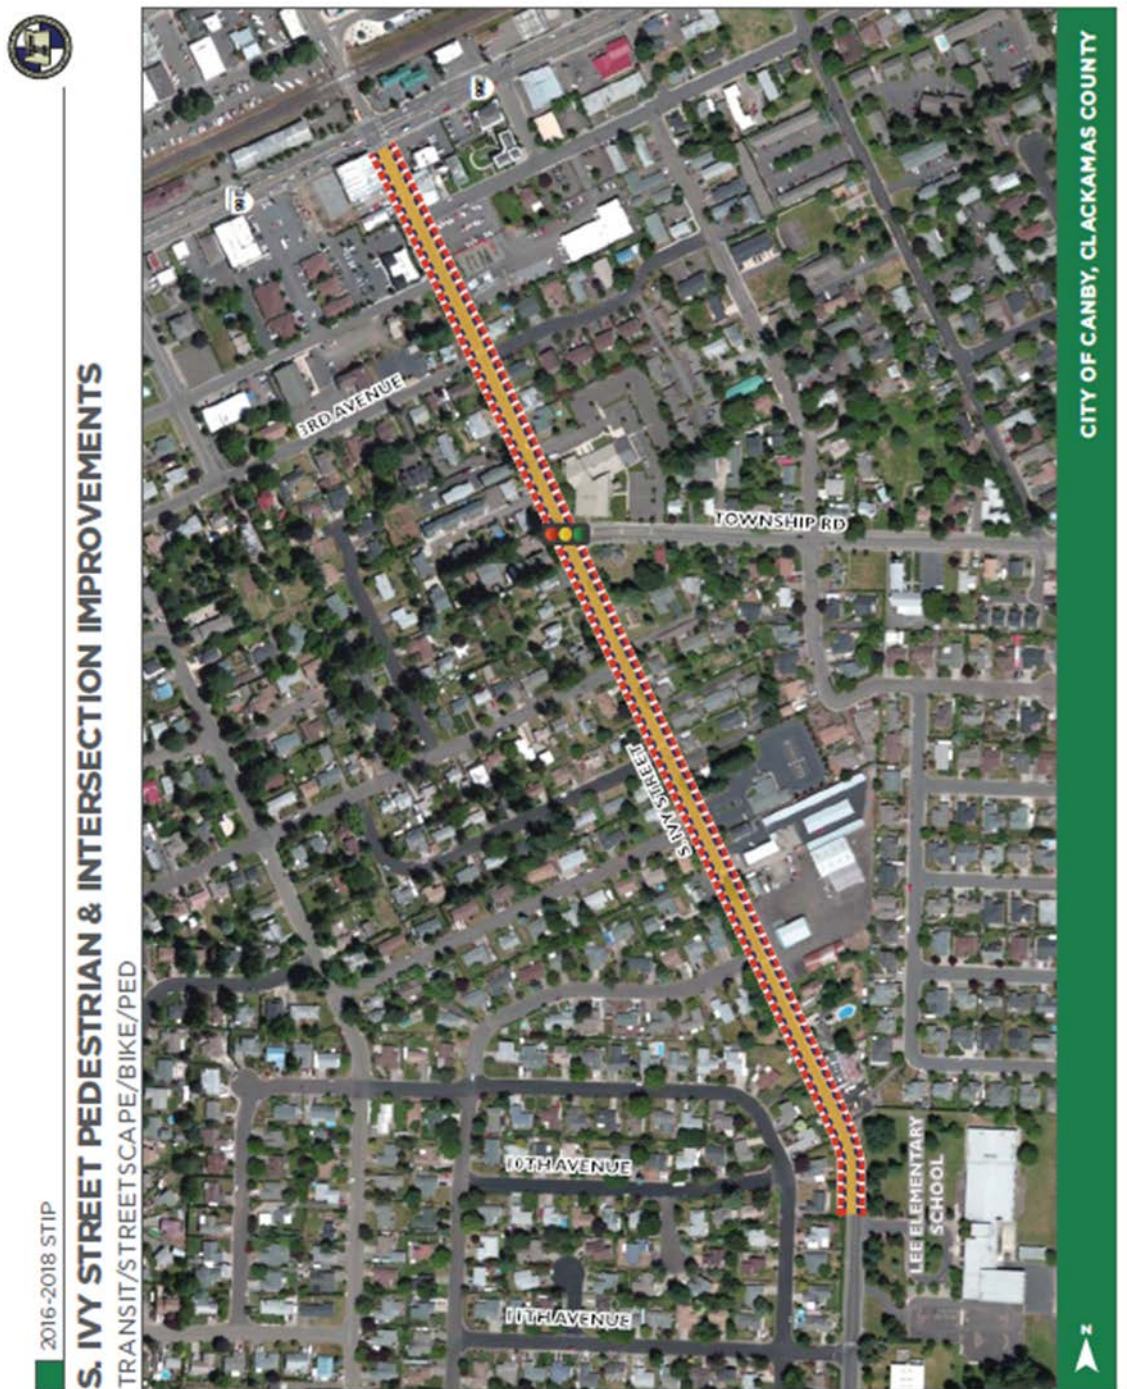 2016-2018 STIP
S. IVY STREET PEDESTRIAN & INTERSECTION IMPROVEMENTS
TRANSIT/STREETSCAPE/BIKE/PED
3RD AVENUE
TOWNSHIP RD
S IVY STREET
10TH AVENUE
11TH AVENUE
LEE ELEMENTARY
SCHOOL
N
CITY OF CANBY, CLACKAMAS COUNTY